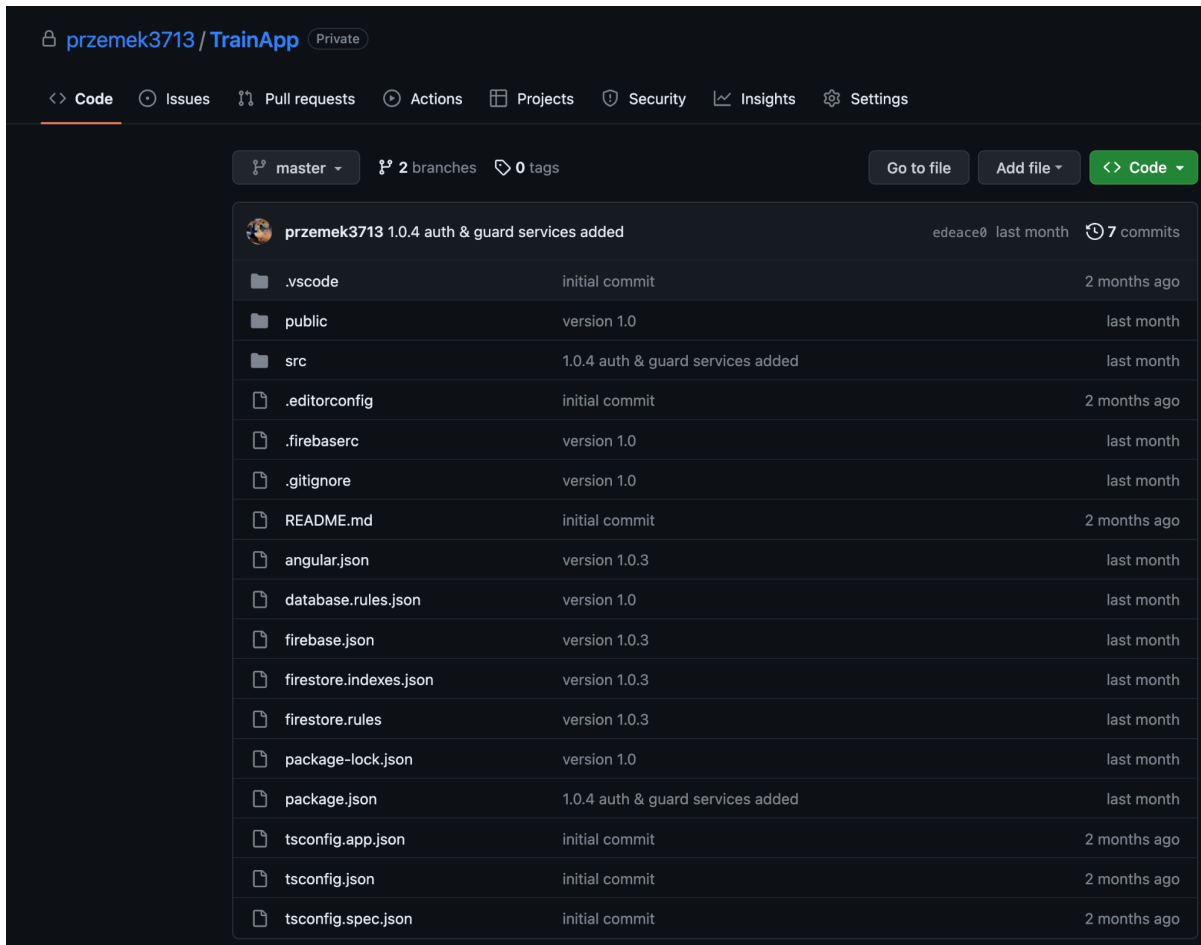 przemek3713 / TrainApp Private
Code Issues Pull requests Actions Projects Security Insights Settings
master 2 branches 0 tags Go to file Add file Code
przemek3713 1.0.4 auth & guard services added edeace0 last month 7 commits
.vscode initial commit 2 months ago
public version 1.0 last month
src 1.0.4 auth & guard services added last month
.editorconfig initial commit 2 months ago
.firebaserc version 1.0 last month
.gitignore version 1.0 last month
README.md initial commit 2 months ago
angular.json version 1.0.3 last month
database.rules.json version 1.0 last month
firebase.json version 1.0.3 last month
firestore.indexes.json version 1.0.3 last month
firestore.rules version 1.0.3 last month
package-lock.json version 1.0 last month
package.json 1.0.4 auth & guard services added last month
tsconfig.app.json initial commit 2 months ago
tsconfig.json initial commit 2 months ago
tsconfig.spec.json initial commit 2 months ago